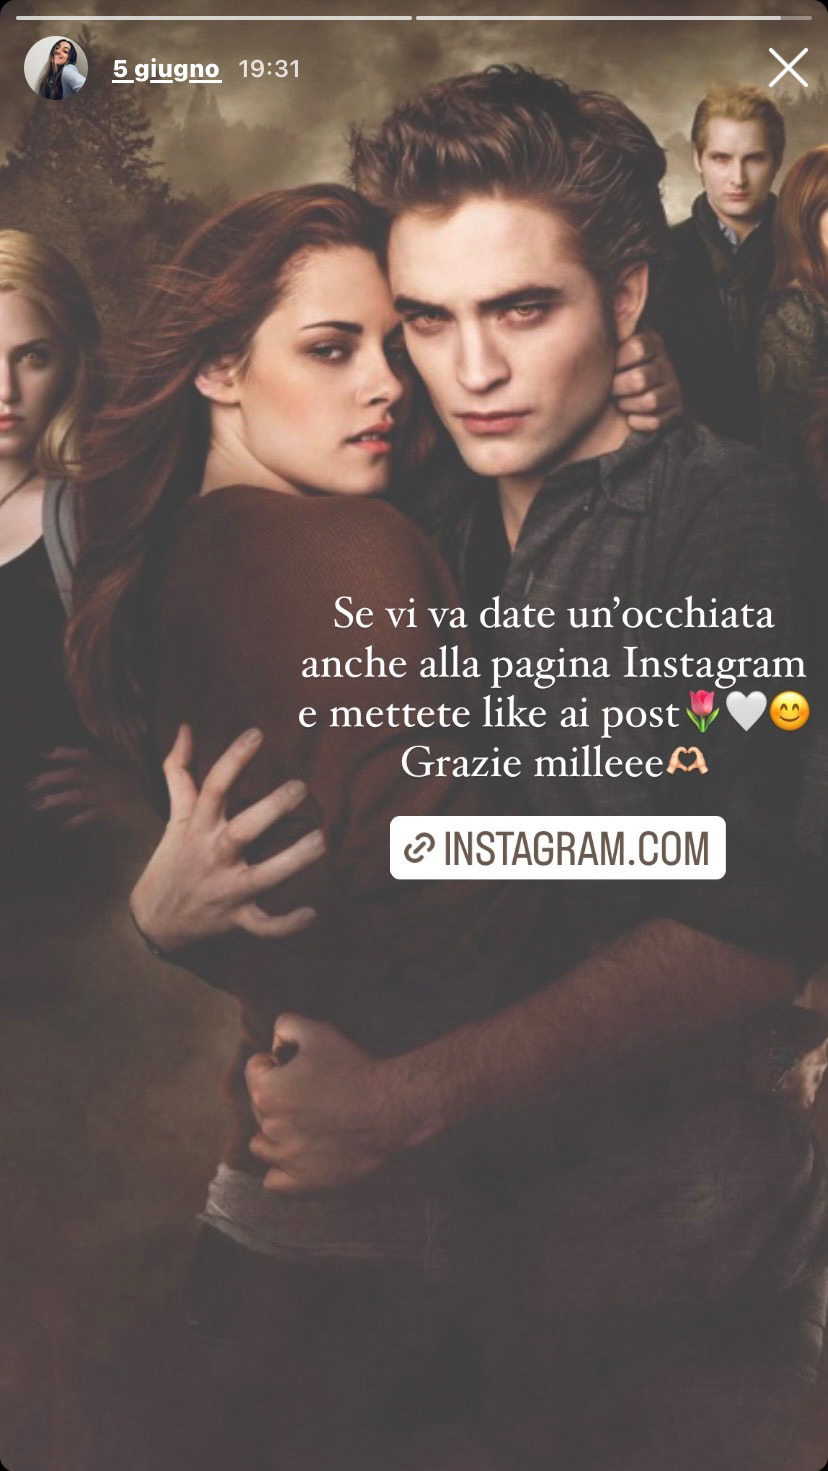 5 giugno 19:31
Se vi va date un’occhiata
anche alla pagina Instagram
e mettete like ai post🌷🤍😊
Grazie milleee🫶🏻
INSTAGRAM.COM